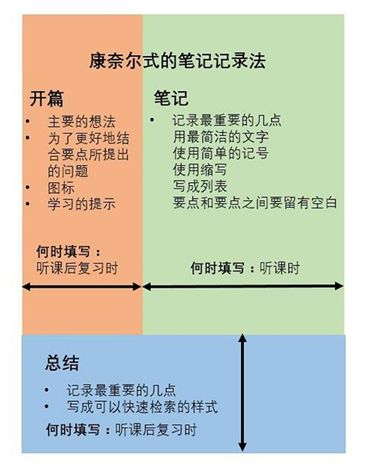 康奈尔式的笔记记录法
开篇
• 主要的想法
• 为了更好地结
合要点所提出
的问题
• 图标
• 学习的提示
何时填写：
听课后复习时
笔记
• 记录最重要的几点
用最简洁的文字
使用简单的记号
使用缩写
写成列表
要点和要点之间要留有空白
何时填写：听课时
总结
• 记录最重要的几点
• 写成可以快速检索的样式
何时填写：听课后复习时